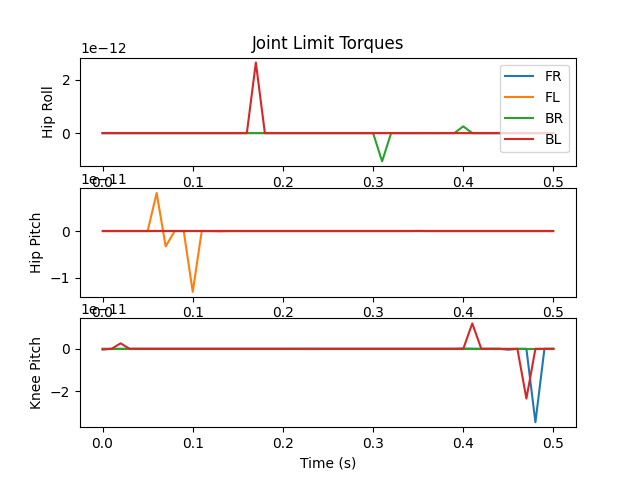 Joint Limit Torques
1e−12
2
0
Hip Roll
FR
FL
BR
BL
0.0 0.1 0.2 0.3 0.4 0.5
1e−11
0
−1
Hip Pitch
0.0 0.1 0.2 0.3 0.4 0.5
1e−11
0
−2
Knee Pitch
0.0 0.1 0.2 0.3 0.4 0.5
Time (s)